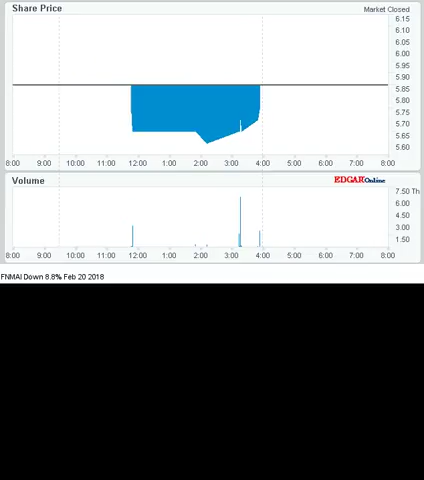 Share Price
Market Closed
6.15
6.10
6.05
6.00
5.95
5.90
5.85
5.80
5.75
5.70
5.65
5.60
8:00 9:00 10:00 11:00 12:00 1:00 2:00 3:00 4:00 5:00 6:00 7:00 8:00
Volume
EDGAR Online
7.50 Th
6.00
4.50
3.00
1.50
8:00 9:00 10:00 11:00 12:00 1:00 2:00 3:00 4:00 5:00 6:00 7:00 8:00
FNMAI Down 8.8% Feb 20 2018